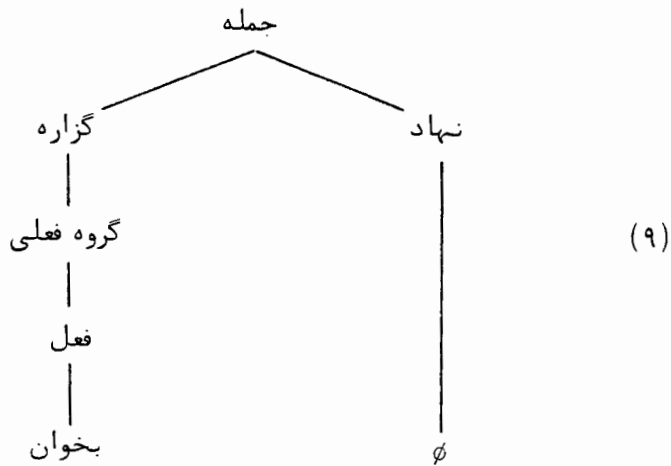 جمله
نهاد گزاره
گروه فعلی
(۹)
فعل
بخوان
ø